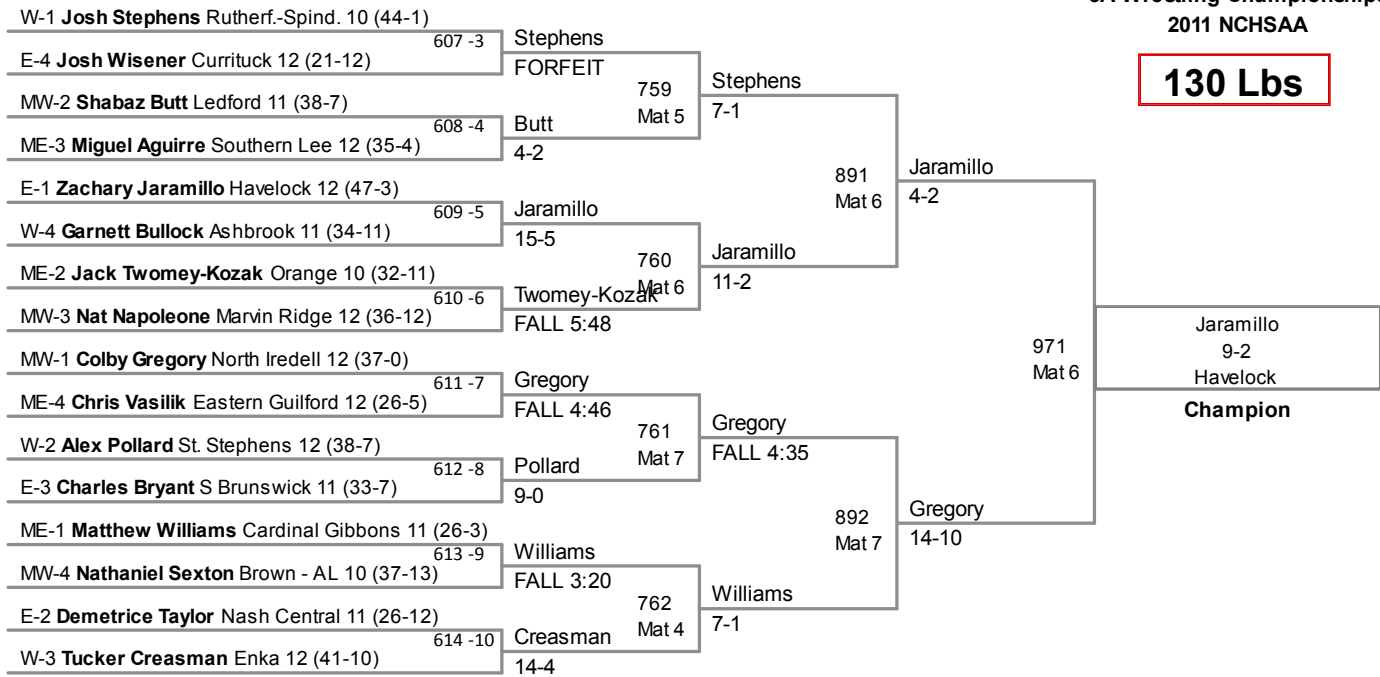 3A Wrestling Championships
2011 NCHSAA
130 Lbs
W-1 Josh Stephens Rutherf.-Spind. 10 (44-1)
607 -3
E-4 Josh Wisener Currituck 12 (21-12)
Stephens
FORFEIT
MW-2 Shabaz Butt Ledford 11 (38-7)
608 -4
ME-3 Miguel Aguirre Southern Lee 12 (35-4)
Butt
4-2
759
Mat 5
Stephens
7-1
E-1 Zachary Jaramillo Havelock 12 (47-3)
609 -5
W-4 Garnett Bullock Ashbrook 11 (34-11)
Jaramillo
15-5
ME-2 Jack Twomey-Kozak Orange 10 (32-11)
610 -6
MW-3 Nat Napoleone Marvin Ridge 12 (36-12)
Twomey-Kozak
FALL 5:48
760
Mat 6
Jaramillo
11-2
891
Mat 6
Jaramillo
4-2
MW-1 Colby Gregory North Iredell 12 (37-0)
611 -7
ME-4 Chris Vasilik Eastern Guilford 12 (26-5)
Gregory
FALL 4:46
W-2 Alex Pollard St. Stephens 12 (38-7)
612 -8
E-3 Charles Bryant S Brunswick 11 (33-7)
Pollard
9-0
761
Mat 7
Gregory
FALL 4:35
ME-1 Matthew Williams Cardinal Gibbons 11 (26-3)
613 -9
MW-4 Nathaniel Sexton Brown - AL 10 (37-13)
Williams
FALL 3:20
E-2 Demetrice Taylor Nash Central 11 (26-12)
614 -10
W-3 Tucker Creasman Enka 12 (41-10)
Creasman
14-4
762
Mat 4
Williams
7-1
892
Mat 7
Gregory
14-10
971
Mat 6
Jaramillo
9-2
Havelock
Champion